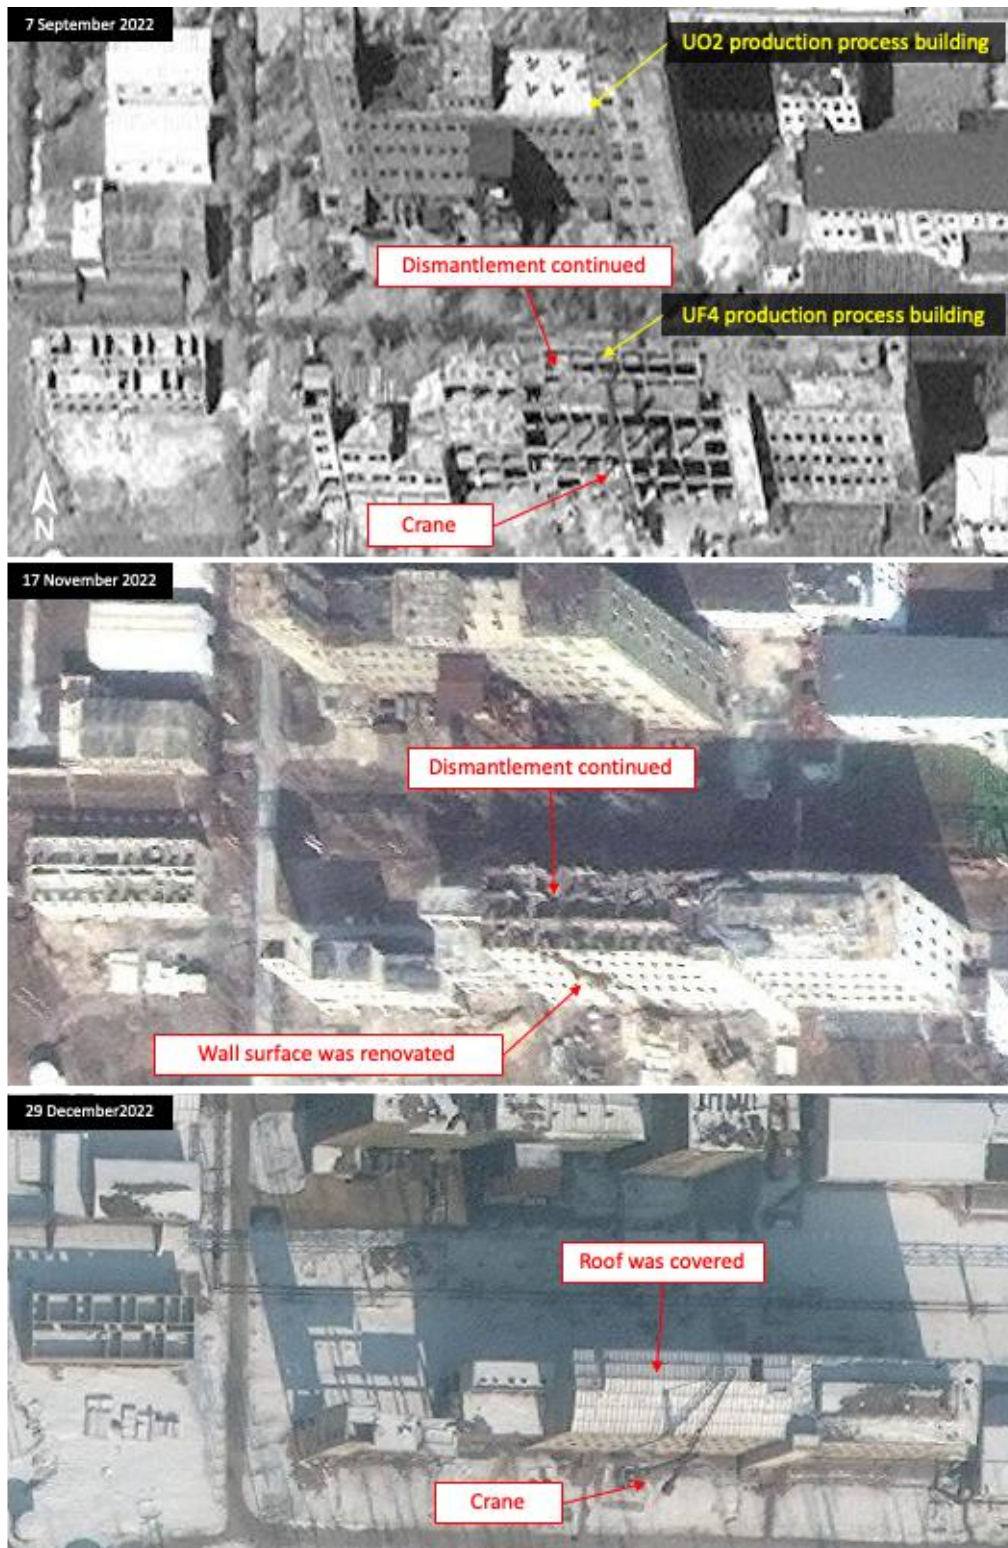 7 September 2022
UO2 production process building
Dismantlement continued
UF4 production process building
Crane
N
17 November 2022
Dismantlement continued
Wall surface was renovated
29 December2022
Roof was covered
Crane